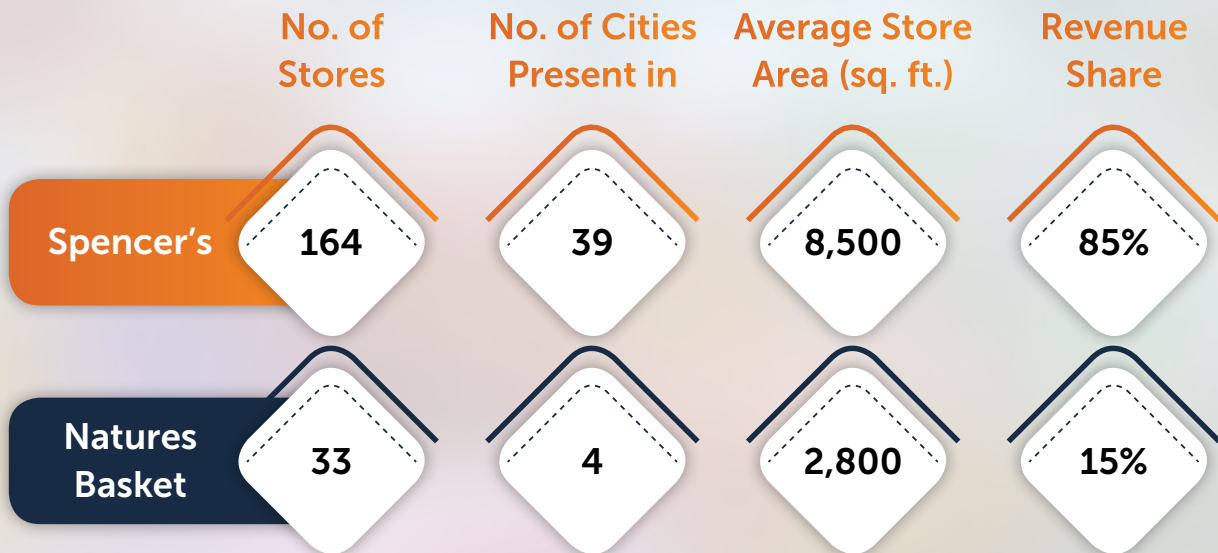 No. of
Stores
No. of Cities
Present in
Average Store
Area (sq. ft.)
Revenue
Share
Spencer’s
164
39
8,500
85%
Natures
Basket
33
4
2,800
15%